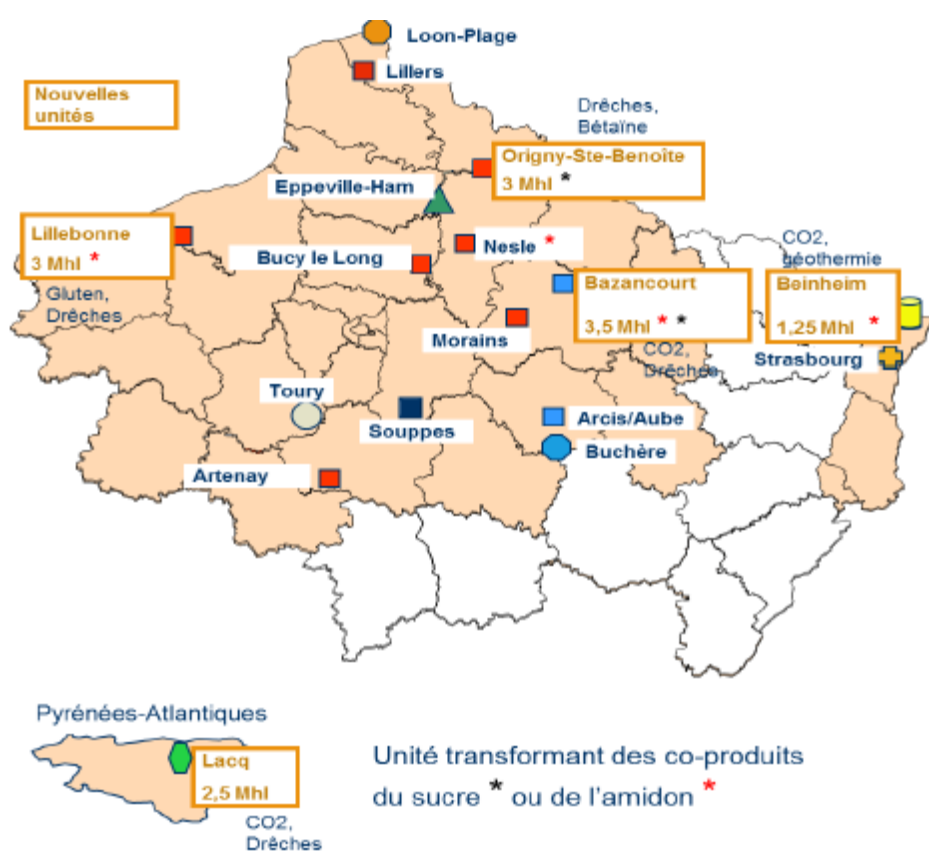 Loon-Plage
Lillers
Nouvelles
unités
Drêches,
Bétaïne
Origny-Ste-Benoîte
3 Mhl *
Eppeville-Ham
Lillebonne
3 Mhl *
Gluten,
Drêches
Bucy le Long
Nesle *
CO2,
géothermie
Bazancourt
3,5 Mhl * *
CO2,
Drêches
Beinheim
1,25 Mhl *
Morains
Strasbourg
Toury
Souppes
Arcis/Aube
Buchère
Artenay
Pyrénées-Atlantiques
Lacq
2,5 Mhl
CO2,
Drêches
Unité transformant des co-produits
du sucre * ou de l'amidon *